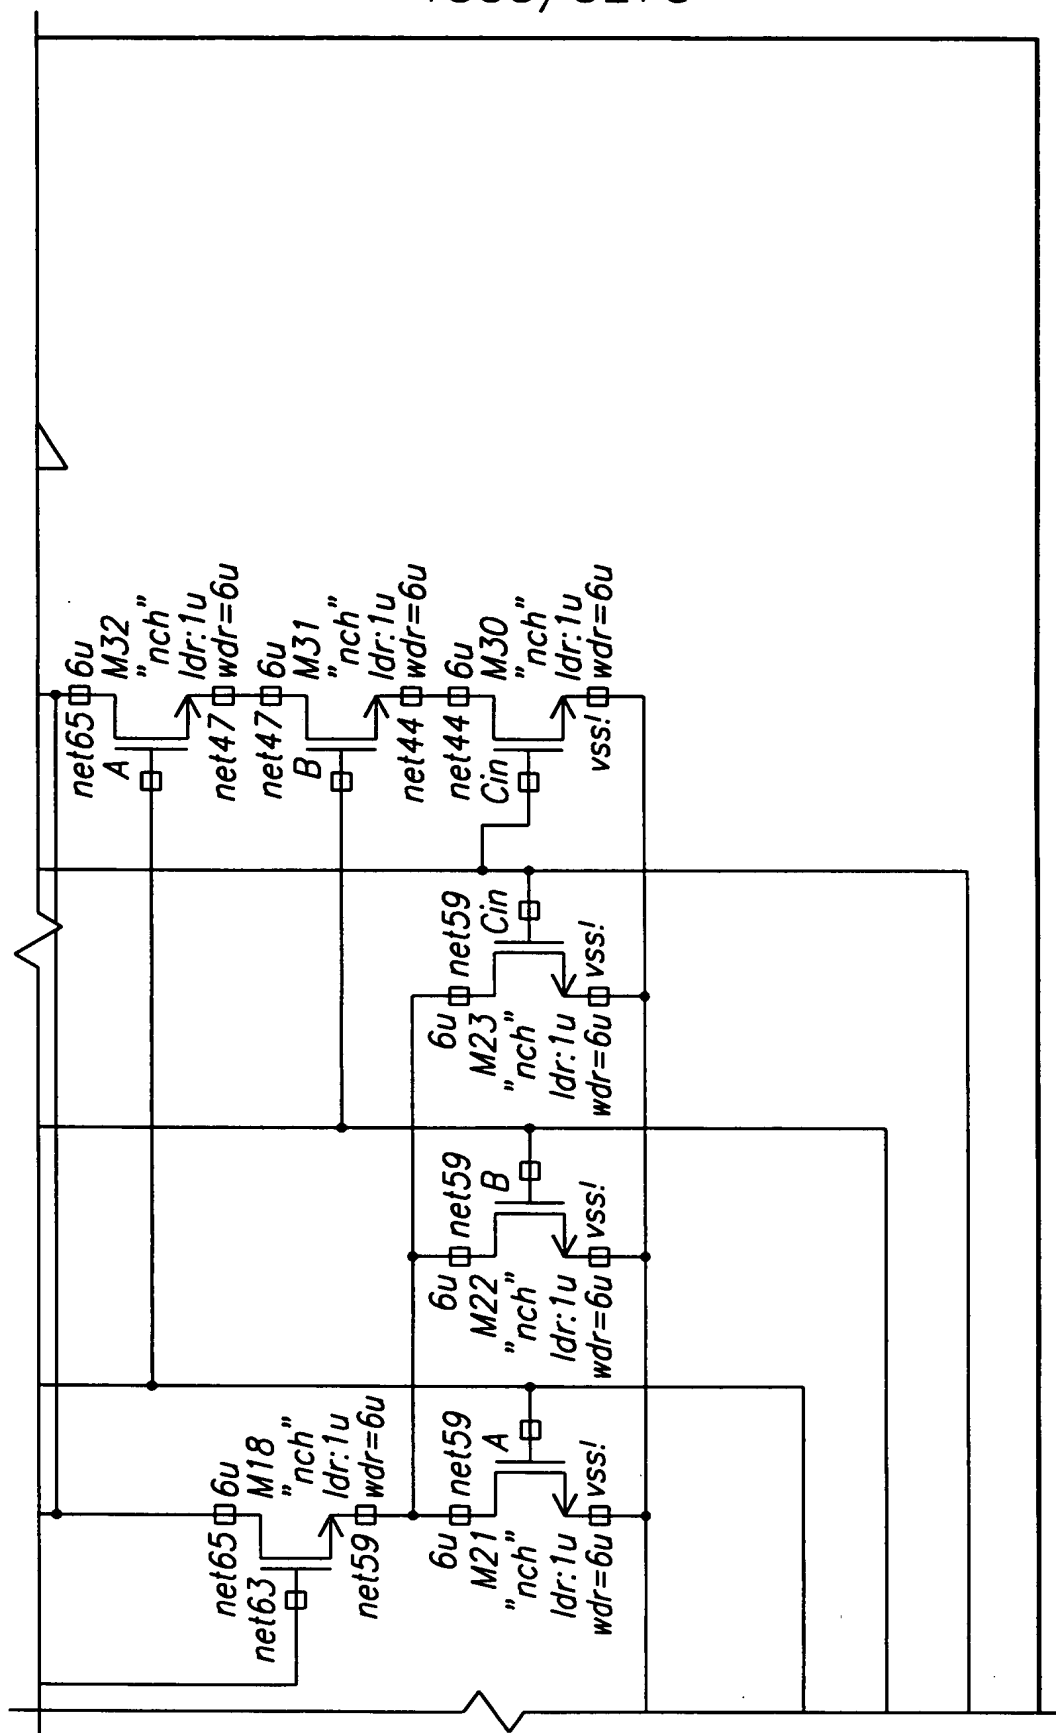 net65
6u
A
M32
"nch"
ldr:1u
net47
wdr=6u
net47
6u
B
M31
"nch"
ldr:1u
net44
wdr=6u
net44
6u
Cin
M30
"nch"
ldr:1u
vss!
wdr=6u
6u
net59
M23
Cin
"nch"
ldr:1u
wdr=6u
vss!
6u
net59
M22
B
"nch"
ldr:1u
wdr=6u
vss!
net65
6u
net63
M18
"nch"
ldr:1u
net59
wdr=6u
6u
net59
M21
A
"nch"
ldr:1u
wdr=6u
vss!